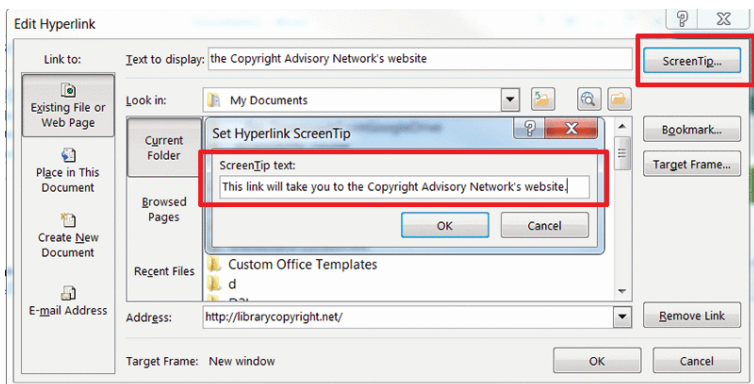 Edit Hyperlink
Link to:
Text to display: the Copyright Advisory Network's website
ScreenTip...
Existing File or
Web Page
Look in: My Documents
Current
Folder
Set Hyperlink ScreenTip
Bookmark...
ScreenTip text:
This link will take you to the Copyright Advisory Network's website.
Target Frame...
Place in This
Document
Browsed
Pages
OK Cancel
Create New
Document
Recent Files
Custom Office Templates
d
E-mail Address
Address: http://librarycopyright.net/
Remove Link
Target Frame: New window
OK Cancel